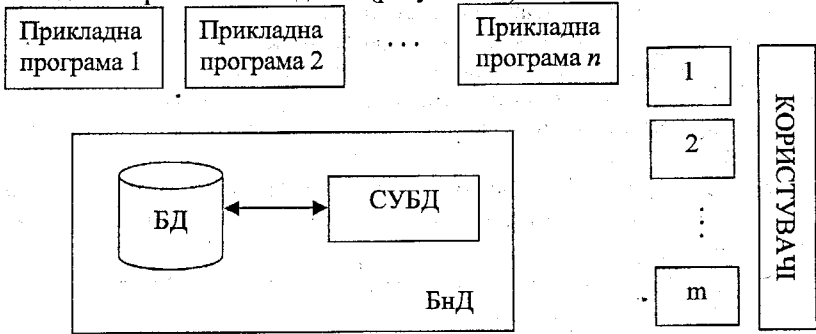 Прикладна
програма 1
Прикладна
програма 2
. . .
Прикладна
програма n
1
2
⋮
m
КОРИСТУВАЧІ
БД
СУБД
БнД